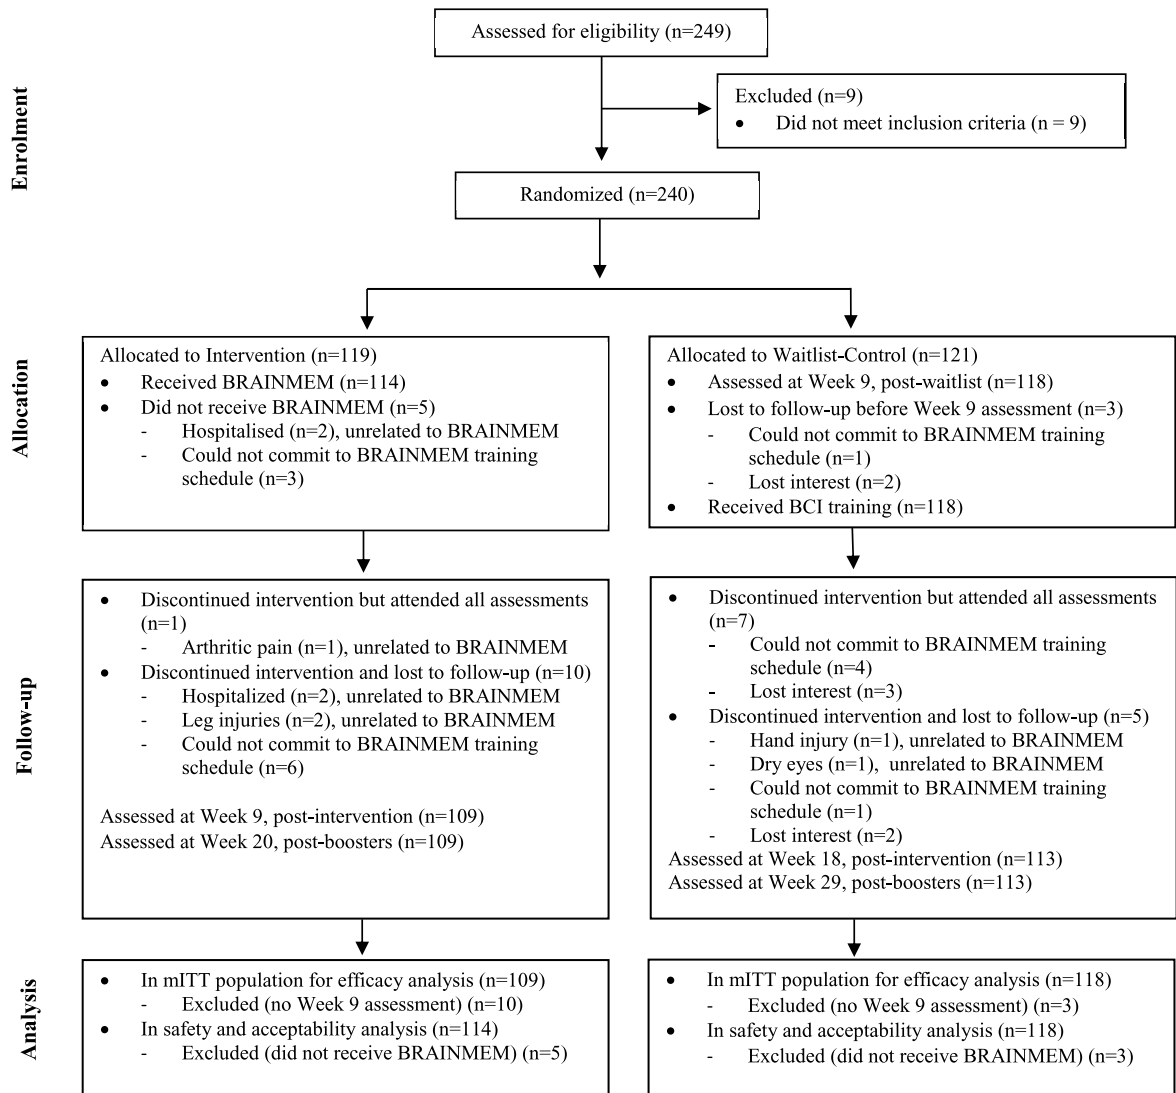 Assessed for eligibility (n=249)
Enrolment
Excluded (n=9)
• Did not meet inclusion criteria (n = 9)
Randomized (n=240)
Allocation
Allocated to Intervention (n=119)
• Received BRAINMEM (n=114)
• Did not receive BRAINMEM (n=5)
- Hospitalised (n=2), unrelated to BRAINMEM
- Could not commit to BRAINMEM training
schedule (n=3)
Allocated to Waitlist-Control (n=121)
• Assessed at Week 9, post-waitlist (n=118)
• Lost to follow-up before Week 9 assessment (n=3)
- Could not commit to BRAINMEM training
schedule (n=1)
- Lost interest (n=2)
• Received BCI training (n=118)
Follow-up
• Discontinued intervention but attended all assessments
(n=1)
- Arthritic pain (n=1), unrelated to BRAINMEM
• Discontinued intervention and lost to follow-up (n=10)
- Hospitalized (n=2), unrelated to BRAINMEM
- Leg injuries (n=2), unrelated to BRAINMEM
- Could not commit to BRAINMEM training
schedule (n=6)
Assessed at Week 9, post-intervention (n=109)
Assessed at Week 20, post-boosters (n=109)
• Discontinued intervention but attended all assessments
(n=7)
- Could not commit to BRAINMEM training
schedule (n=4)
- Lost interest (n=3)
• Discontinued intervention and lost to follow-up (n=5)
- Hand injury (n=1), unrelated to BRAINMEM
- Dry eyes (n=1), unrelated to BRAINMEM
- Could not commit to BRAINMEM training
schedule (n=1)
- Lost interest (n=2)
Assessed at Week 18, post-intervention (n=113)
Assessed at Week 29, post-boosters (n=113)
Analysis
• In mITT population for efficacy analysis (n=109)
- Excluded (no Week 9 assessment) (n=10)
• In safety and acceptability analysis (n=114)
- Excluded (did not receive BRAINMEM) (n=5)
• In mITT population for efficacy analysis (n=118)
- Excluded (no Week 9 assessment) (n=3)
• In safety and acceptability analysis (n=118)
- Excluded (did not receive BRAINMEM) (n=3)